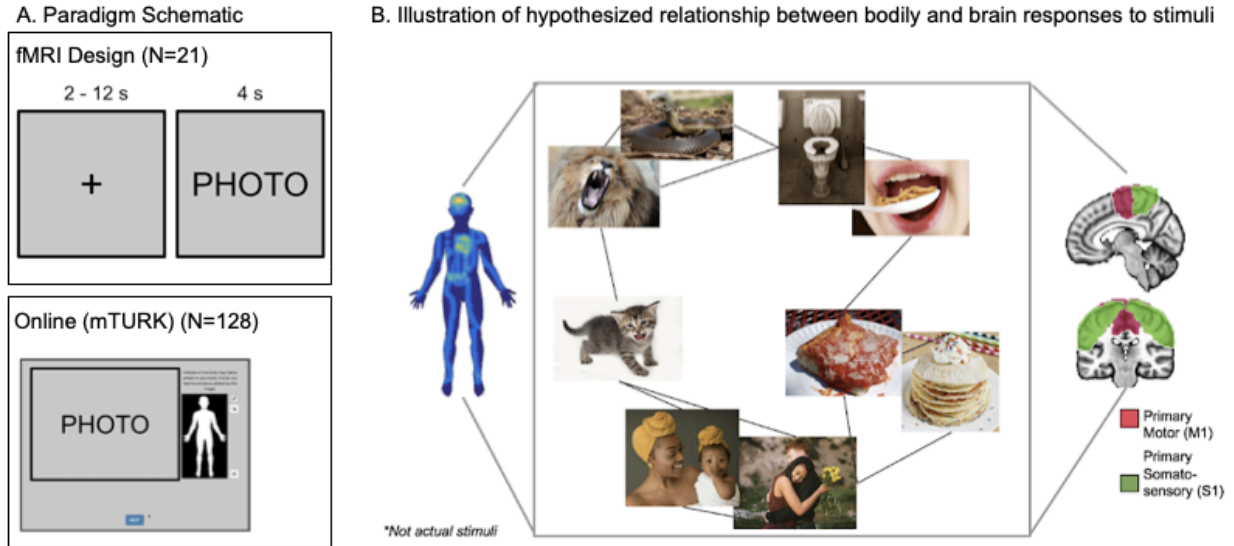 A. Paradigm Schematic
B. Illustration of hypothesized relationship between bodily and brain responses to stimuli
fMRI Design (N=21)
2 - 12 s
4 s
+
PHOTO
Online (mTURK) (N=128)
PHOTO
*Not actual stimuli
Primary
Motor (M1)
Primary
Somato-
sensory (S1)